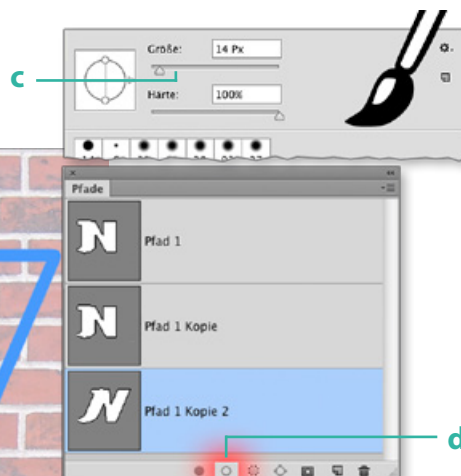 Größe: 14 Px
c
Härte: 100%
Pfade
N
Pfad 1
N
Pfad 1 Kopie
N
Pfad 1 Kopie 2
d